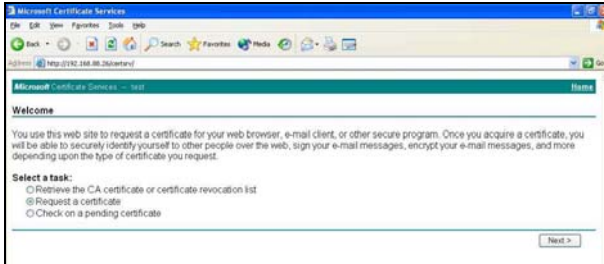 Microsoft Certificate Services
File Edit View Favorites Tools Help
Back Search Favorites Media
Address http://192.168.88.26/certsrv/ Go
Microsoft Certificate Services -- test Home
Welcome
You use this web site to request a certificate for your web browser, e-mail client, or other secure program. Once you acquire a certificate, you
will be able to securely identify yourself to other people over the web, sign your e-mail messages, encrypt your e-mail messages, and more
depending upon the type of certificate you request.
Select a task:
Retrieve the CA certificate or certificate revocation list
Request a certificate
Check on a pending certificate
Next >